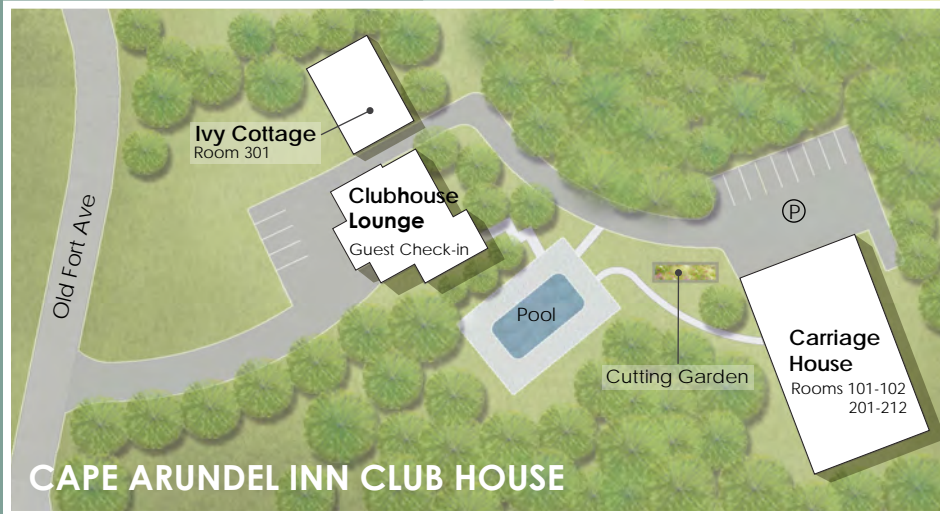 Ivy Cottage
Room 301
Clubhouse
Lounge
Guest Check-in
Old Fort Ave
P
Pool
Cutting Garden
Carriage
House
Rooms 101-102
201-212
CAPE ARUNDEL INN CLUB HOUSE